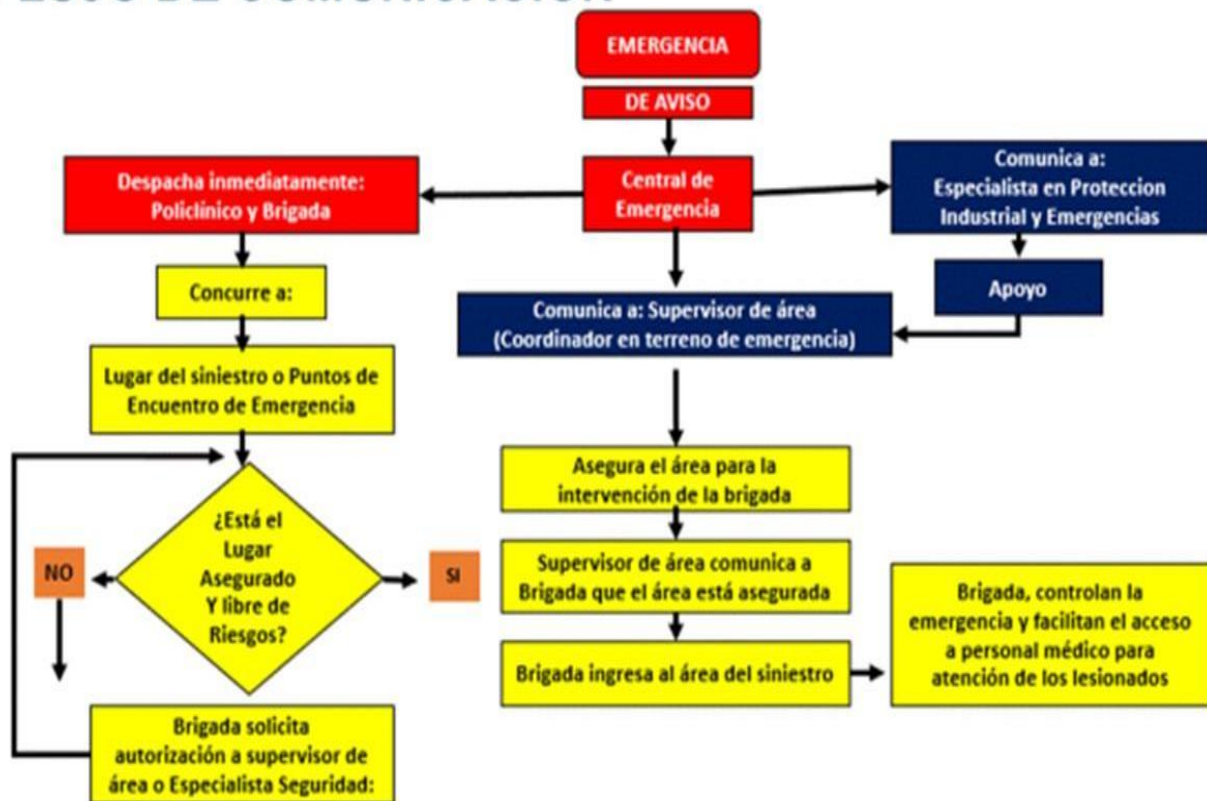 EMERGENCIA
DE AVISO
Central de
Emergencia
Despacha inmediatamente:
Policlínico y Brigada
Comunica a:
Especialista en Proteccion
Industrial y Emergencias
Concurre a:
Apoyo
Comunica a: Supervisor de área
(Coordinador en terreno de emergencia)
Lugar del siniestro o Puntos de
Encuentro de Emergencia
¿Está el
Lugar
Asegurado
Y libre de
Riesgos?
NO
SI
Brigada solicita
autorización a supervisor de
área o Especialista Seguridad:
Asegura el área para la
intervención de la brigada
Supervisor de área comunica a
Brigada que el área está asegurada
Brigada ingresa al área del siniestro
Brigada, controlan la
emergencia y facilitan el acceso
a personal médico para
atención de los lesionados